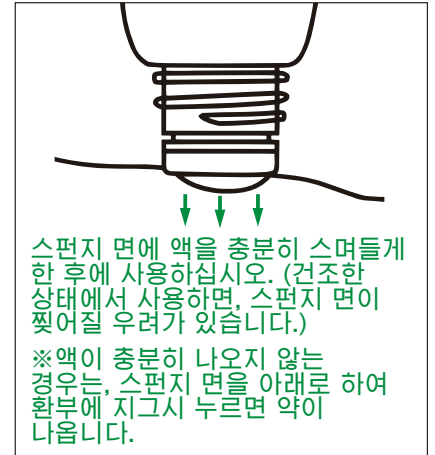 스펀지 면에 액을 충분히 스며들게
한 후에 사용하십시오. (건조한
상태에서 사용하면, 스펀지 면이
찢어질 우려가 있습니다.)
※액이 충분히 나오지 않는
경우는, 스펀지 면을 아래로 하여
환부에 지그시 누르면 약이
나옵니다.